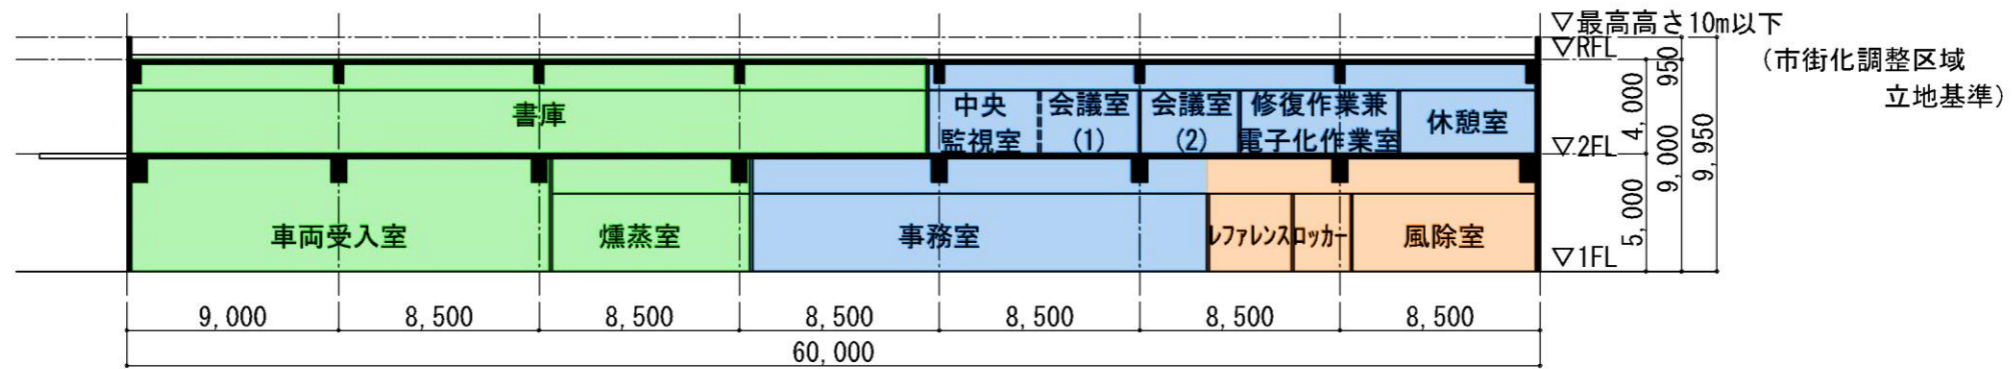 ▽最高高さ10m以下
▽RFL
(市街化調整区域
立地基準)
書庫
中央
監視室
会議室
(1)
会議室
(2)
修復作業兼
電子化作業室
休憩室
▽2FL
950
4,000
9,000
9,950
5,000
車両受入室
燻蒸室
事務室
レファレンス
ロッカー
風除室
▽1FL
9,000
8,500
8,500
8,500
8,500
8,500
8,500
60,000